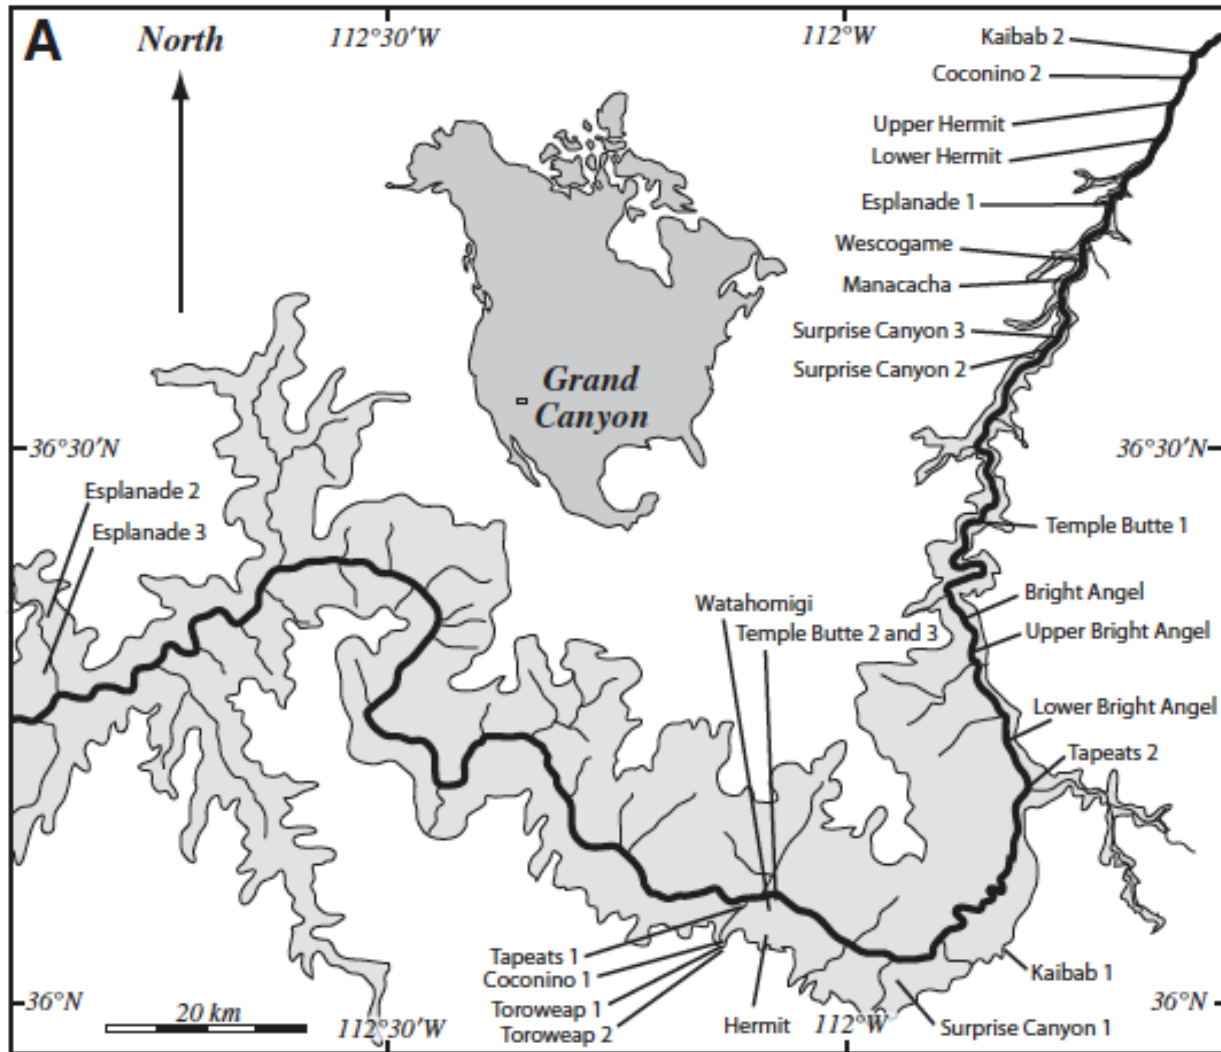 A
North
112°30'W
112°W
Kaibab 2
Coconino 2
Upper Hermit
Lower Hermit
Esplanade 1
Wescogame
Manacacha
Surprise Canyon 3
Surprise Canyon 2
Grand
Canyon
36°30'N
36°30'N
Esplanade 2
Esplanade 3
Temple Butte 1
Bright Angel
Watahomigi
Temple Butte 2 and 3
Upper Bright Angel
Lower Bright Angel
Tapeats 2
Tapeats 1
Coconino 1
Toroweap 1
Toroweap 2
Hermit
Kaibab 1
Surprise Canyon 1
36°N
20 km
112°30'W
112°W
36°N